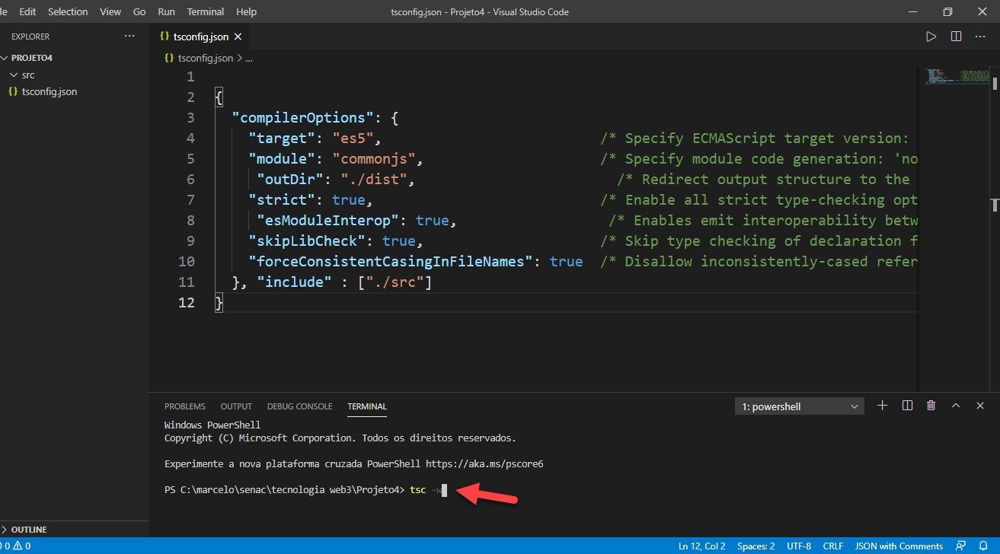 le Edit Selection View Go Run Terminal Help tsconfig.json - Projeto4 - Visual Studio Code
EXPLORER ...
PROJETO4
src
{} tsconfig.json
{} tsconfig.json
{} tsconfig.json > ...
1
2 {
3 "compilerOptions": {
4 "target": "es5", /* Specify ECMAScript target version:
5 "module": "commonjs", /* Specify module code generation: 'no
6 "outDir": "./dist", /* Redirect output structure to the
7 "strict": true, /* Enable all strict type-checking opt
8 "esModuleInterop": true, /* Enables emit interoperability betw
9 "skipLibCheck": true, /* Skip type checking of declaration f
10 "forceConsistentCasingInFileNames": true /* Disallow inconsistently-cased refer
11 }, "include" : ["./src"]
12 }
PROBLEMS OUTPUT DEBUG CONSOLE TERMINAL 1: powershell
Windows PowerShell
Copyright (C) Microsoft Corporation. Todos os direitos reservados.
Experimente a nova plataforma cruzada PowerShell https://aka.ms/pscore6
PS C:\marcelo\senac\tecnologia web3\Projeto4> tsc -w
OUTLINE
0 0 Ln 12, Col 2 Spaces: 2 UTF-8 CRLF JSON with Comments